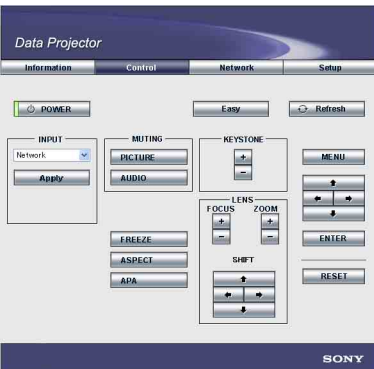 Data Projector
Information Control Network Setup
POWER Easy Refresh
INPUT MUTING KEYSTONE
Network PICTURE + MENU
Apply AUDIO -
LENS
FOCUS ZOOM
+ +
- -
FREEZE ENTER
ASPECT SHIFT
APA RESET
SONY